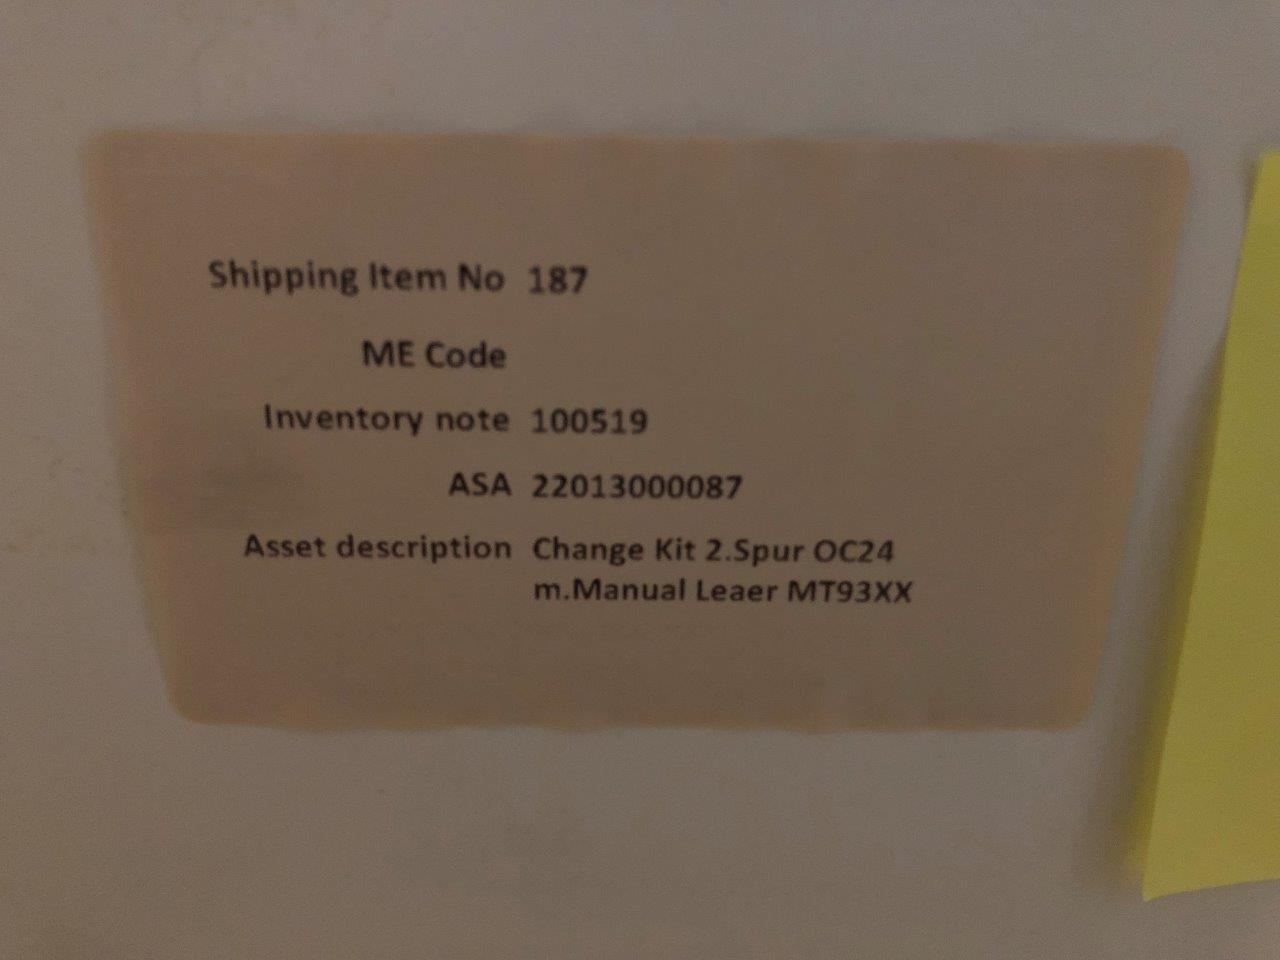 Shipping Item No 187
ME Code
Inventory note 100519
ASA 22013000087
Asset description Change Kit 2.Spur OC24
m.Manual Leaer MT93XX